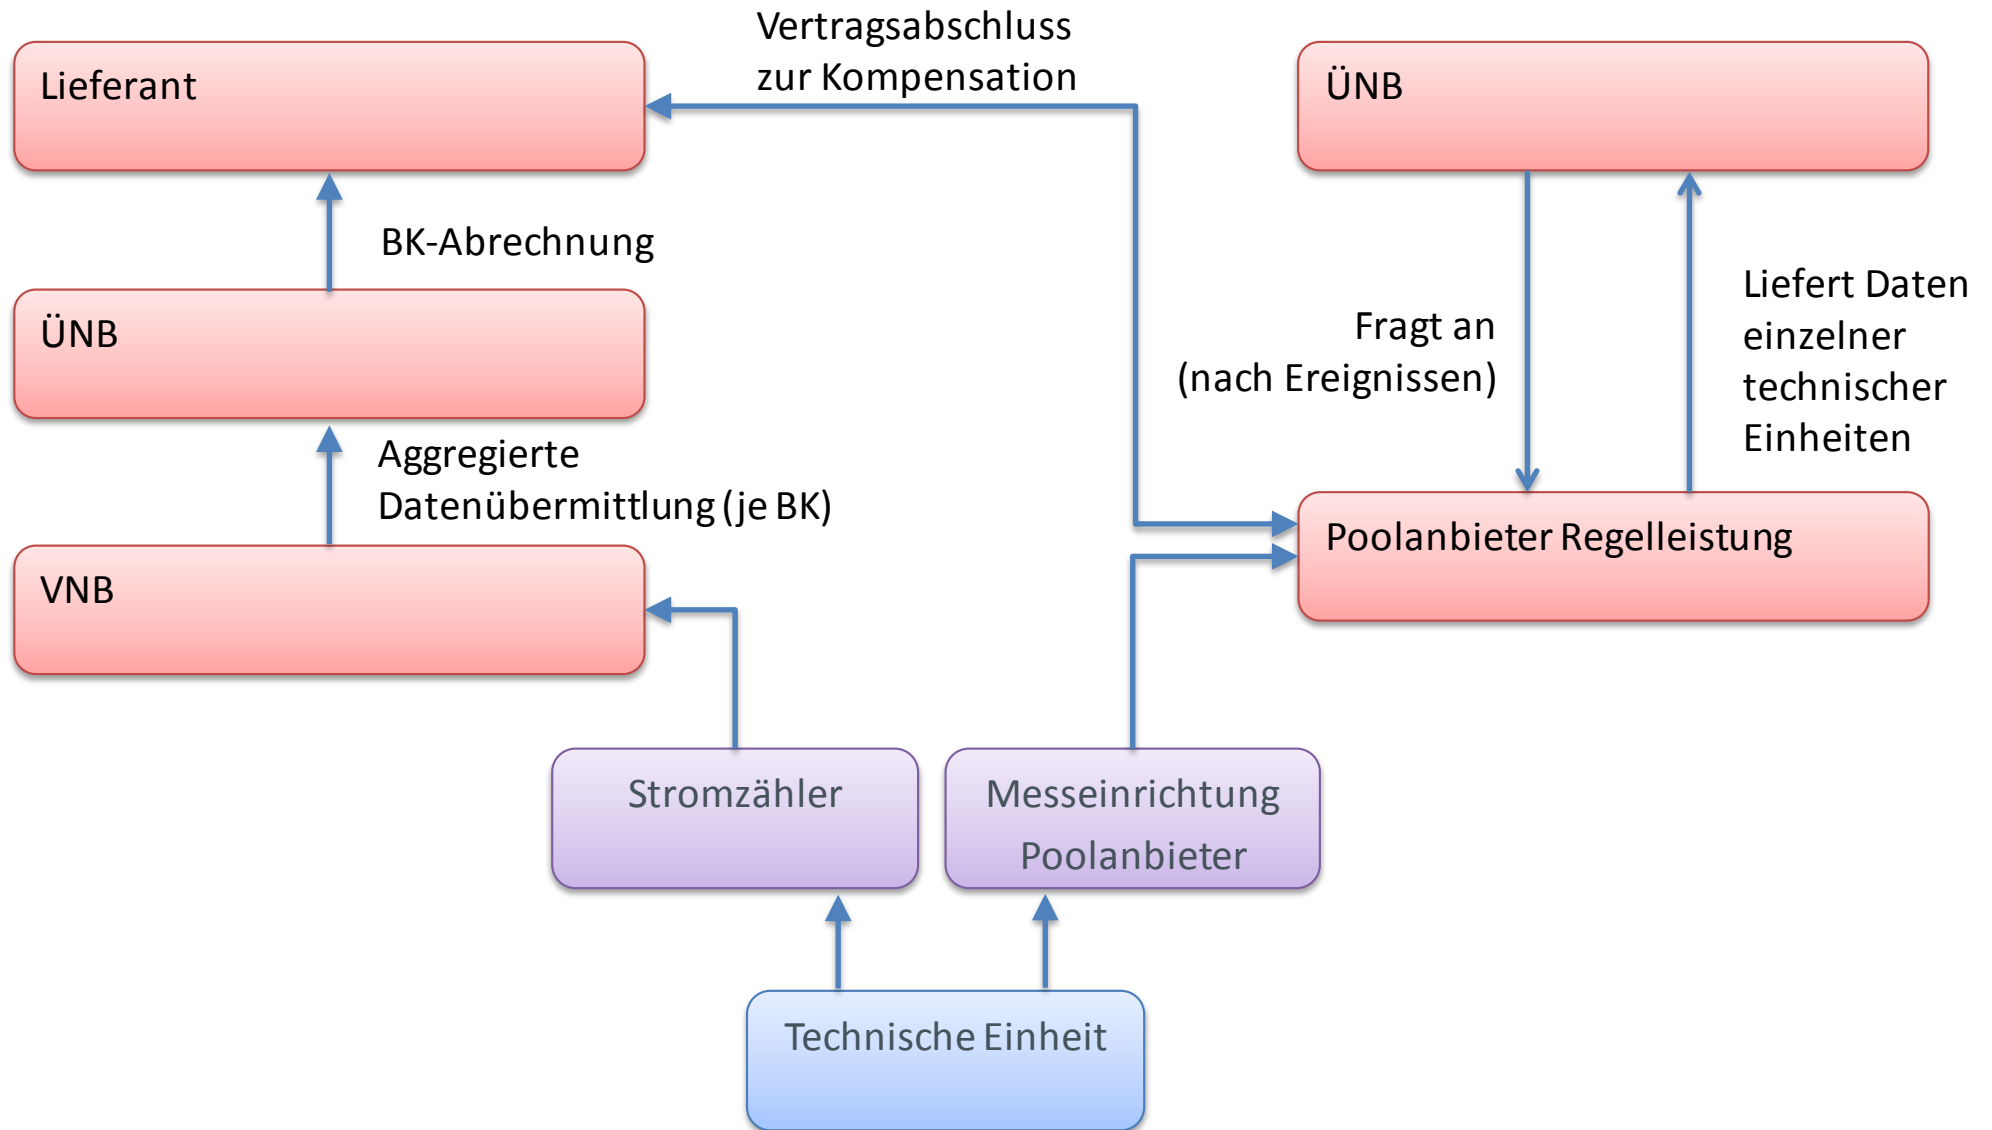 Vertragsabschluss
zur Kompensation
Lieferant
ÜNB
BK-Abrechnung
ÜNB
Liefert Daten
einzelner
technischer
Einheiten
Fragt an
(nach Ereignissen)
Aggregierte
Datenübermittlung (je BK)
VNB
Poolanbieter Regelleistung
Stromzähler
Messeinrichtung
Poolanbieter
Technische Einheit